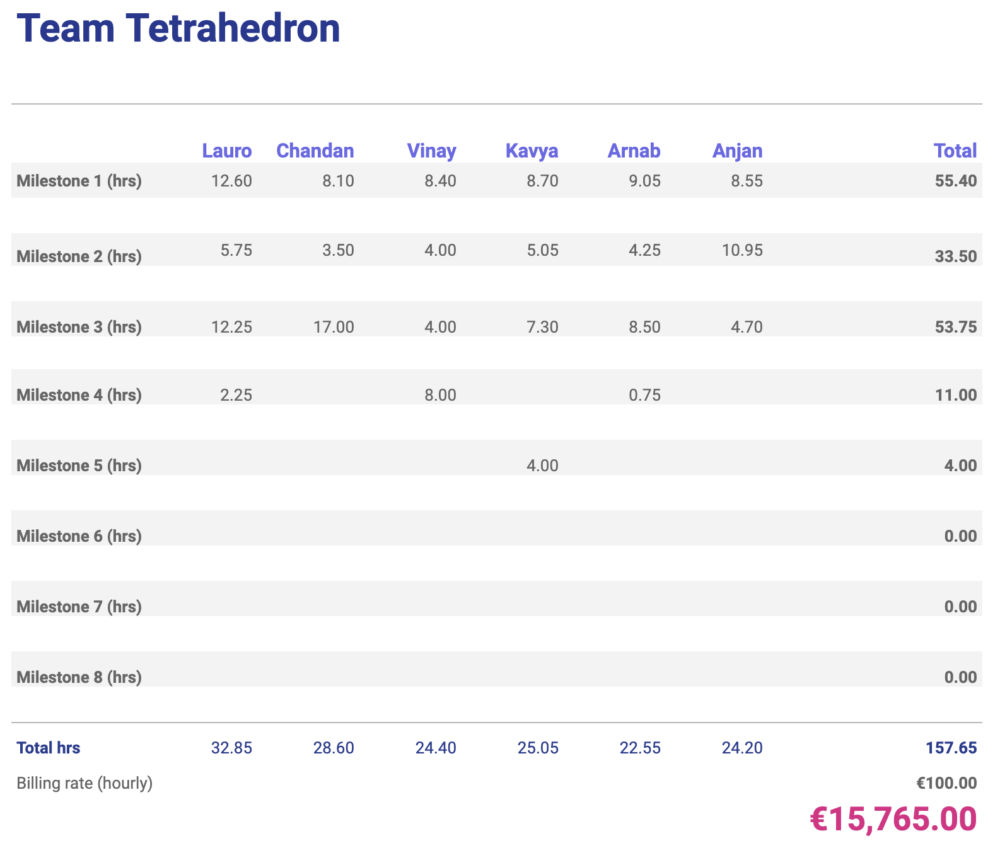 Team Tetrahedron
Lauro Chandan Vinay Kavya Arnab Anjan Total
Milestone 1 (hrs) 12.60 8.10 8.40 8.70 9.05 8.55 55.40
Milestone 2 (hrs) 5.75 3.50 4.00 5.05 4.25 10.95 33.50
Milestone 3 (hrs) 12.25 17.00 4.00 7.30 8.50 4.70 53.75
Milestone 4 (hrs) 2.25 8.00 0.75 11.00
Milestone 5 (hrs) 4.00 4.00
Milestone 6 (hrs) 0.00
Milestone 7 (hrs) 0.00
Milestone 8 (hrs) 0.00
Total hrs 32.85 28.60 24.40 25.05 22.55 24.20 157.65
Billing rate (hourly) €100.00
€15,765.00